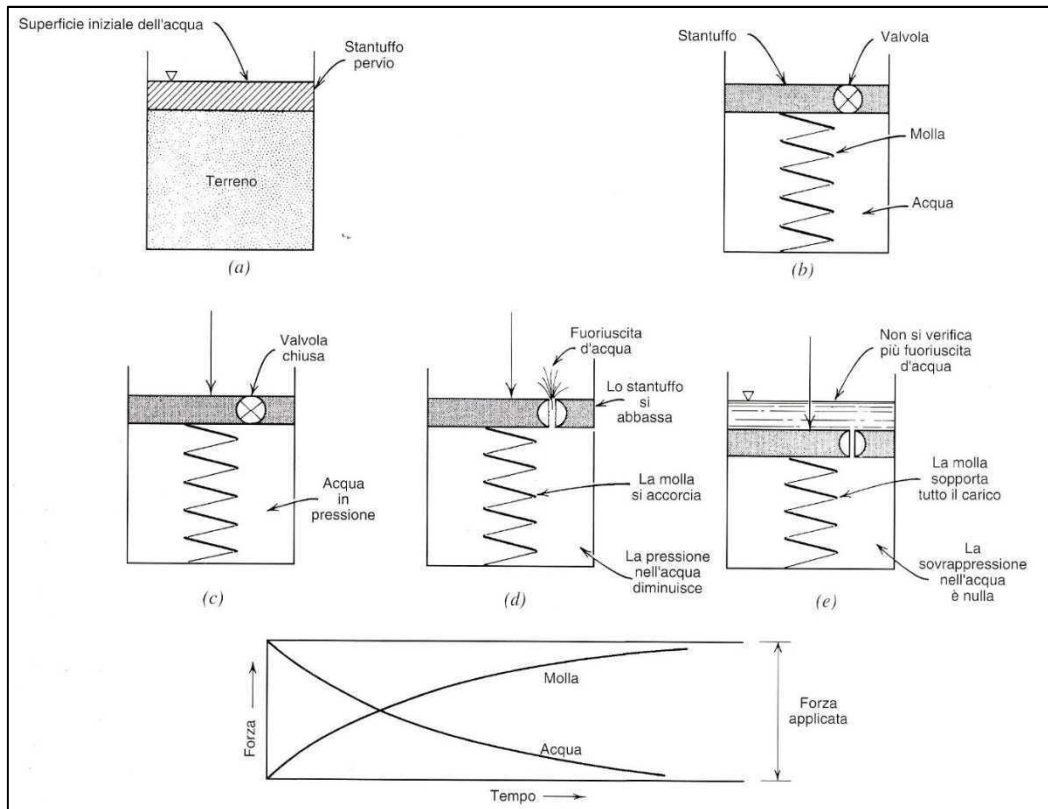 Superficie iniziale dell'acqua
Stantuffo
pervio
Terreno
(a)
Stantuffo
Valvola
Molla
Acqua
(b)
Valvola
chiusa
Acqua
in
pressione
(c)
Fuoriuscita
d'acqua
Lo stantuffo
si
abbassa
La molla
si accorcia
La pressione
nell'acqua
diminuisce
(d)
Non si verifica
più fuoriuscita
d'acqua
La molla
sopporta
tutto il carico
La
sovrappressione
nell'acqua
è nulla
(e)
Forza
Molla
Acqua
Forza
applicata
Tempo